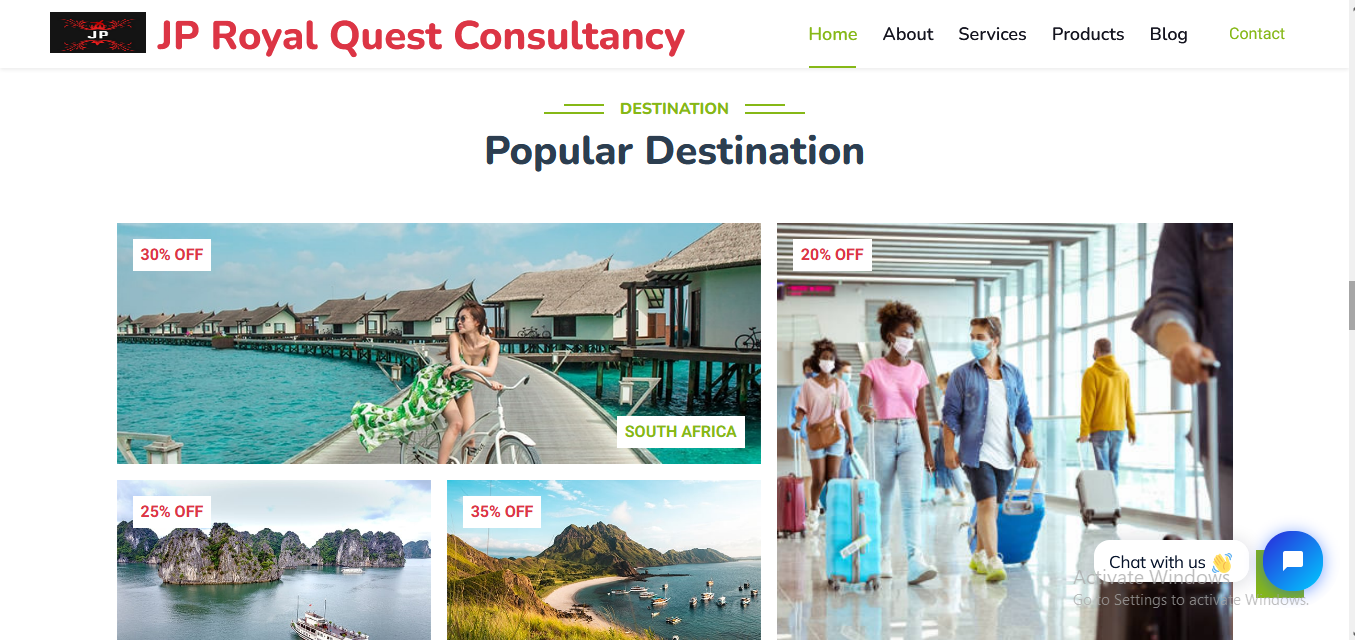 JP
JP Royal Quest Consultancy
Home
About
Services
Products
Blog
Contact
DESTINATION
Popular Destination
30% OFF
20% OFF
SOUTH AFRICA
25% OFF
35% OFF
Chat with us 👋
Activate Windows
Go to Settings to activate Windows.